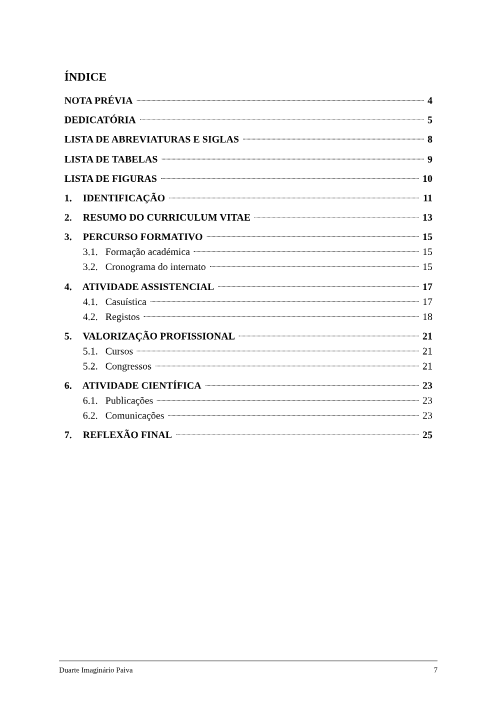 ÍNDICE
NOTA PRÉVIA 4
DEDICATÓRIA 5
LISTA DE ABREVIATURAS E SIGLAS 8
LISTA DE TABELAS 9
LISTA DE FIGURAS 10
1. IDENTIFICAÇÃO 11
2. RESUMO DO CURRICULUM VITAE 13
3. PERCURSO FORMATIVO 15
3.1. Formação académica 15
3.2. Cronograma do internato 15
4. ATIVIDADE ASSISTENCIAL 17
4.1. Casuística 17
4.2. Registos 18
5. VALORIZAÇÃO PROFISSIONAL 21
5.1. Cursos 21
5.2. Congressos 21
6. ATIVIDADE CIENTÍFICA 23
6.1. Publicações 23
6.2. Comunicações 23
7. REFLEXÃO FINAL 25
Duarte Imaginário Paiva 7